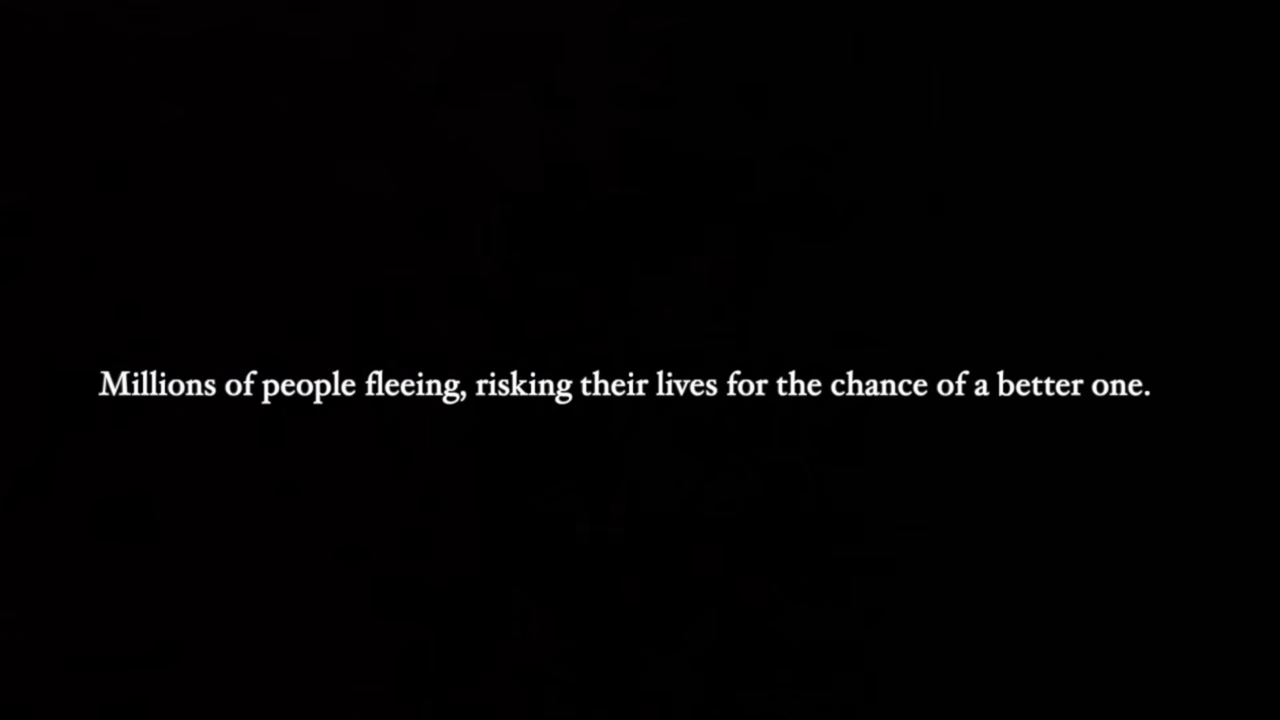 Millions of people fleeing, risking their lives for the chance of a better one.